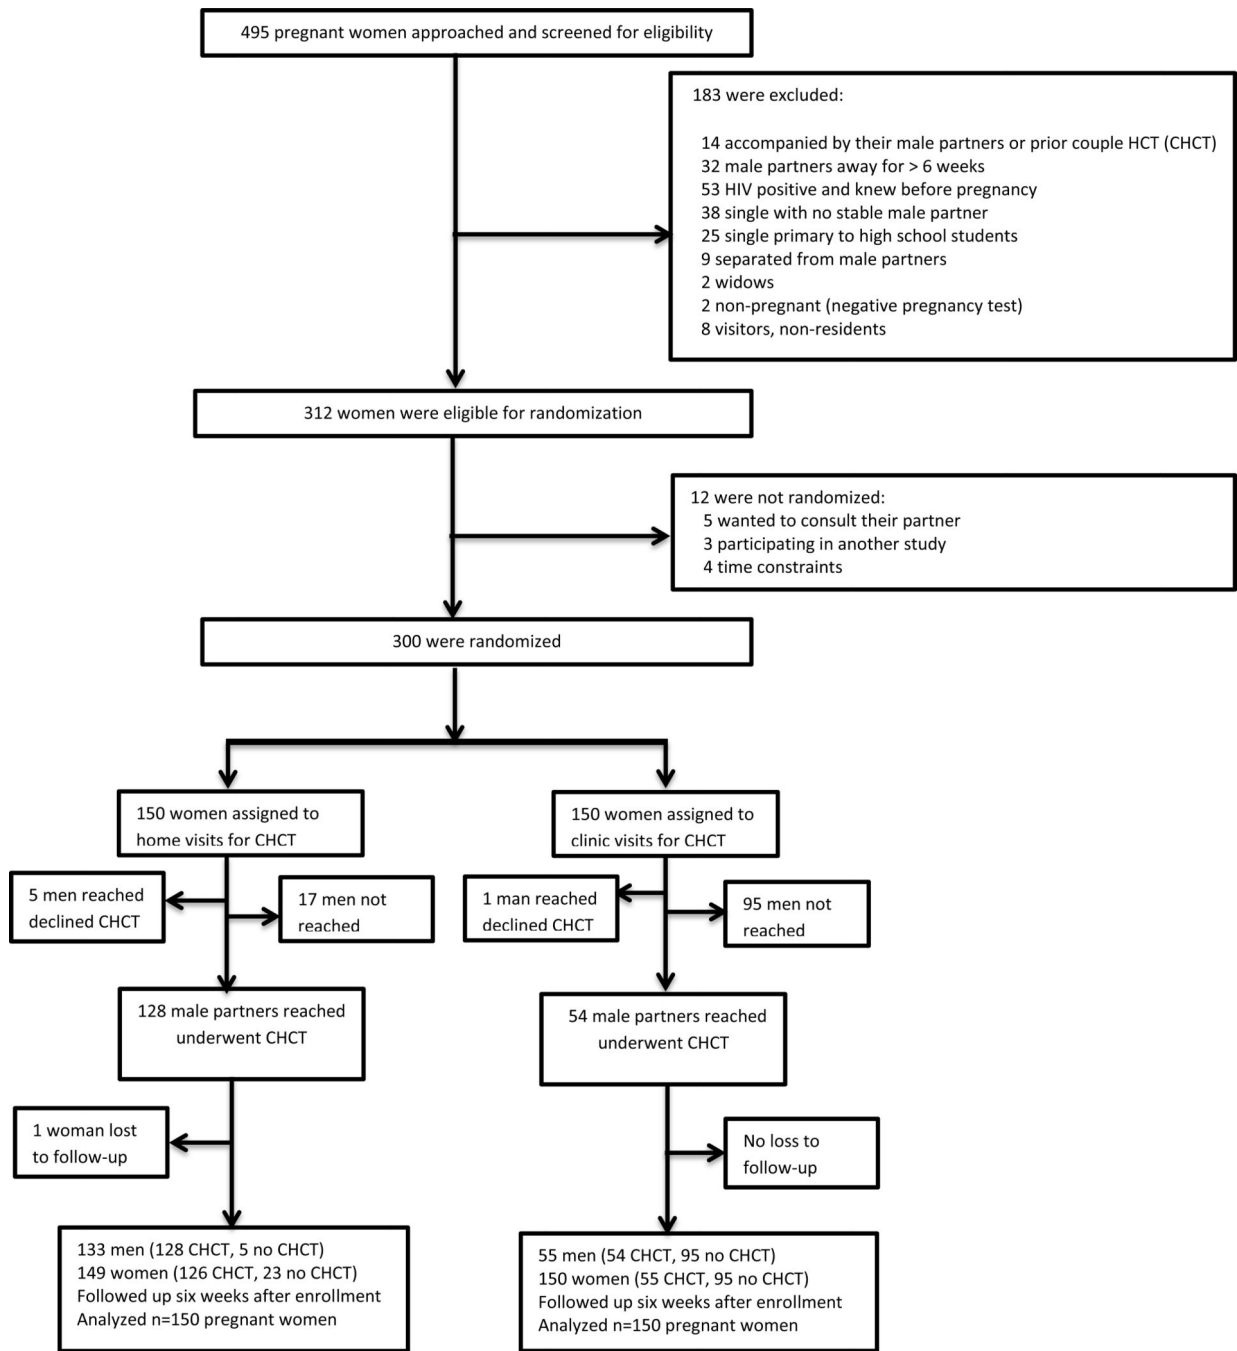 495 pregnant women approached and screened for eligibility
183 were excluded:
14 accompanied by their male partners or prior couple HCT (CHCT)
32 male partners away for > 6 weeks
53 HIV positive and knew before pregnancy
38 single with no stable male partner
25 single primary to high school students
9 separated from male partners
2 widows
2 non-pregnant (negative pregnancy test)
8 visitors, non-residents
312 women were eligible for randomization
12 were not randomized:
5 wanted to consult their partner
3 participating in another study
4 time constraints
300 were randomized
150 women assigned to
home visits for CHCT
150 women assigned to
clinic visits for CHCT
5 men reached
declined CHCT
17 men not
reached
1 man reached
declined CHCT
95 men not
reached
128 male partners reached
underwent CHCT
54 male partners reached
underwent CHCT
1 woman lost
to follow-up
No loss to
follow-up
133 men (128 CHCT, 5 no CHCT)
149 women (126 CHCT, 23 no CHCT)
Followed up six weeks after enrollment
Analyzed n=150 pregnant women
55 men (54 CHCT, 95 no CHCT)
150 women (55 CHCT, 95 no CHCT)
Followed up six weeks after enrollment
Analyzed n=150 pregnant women